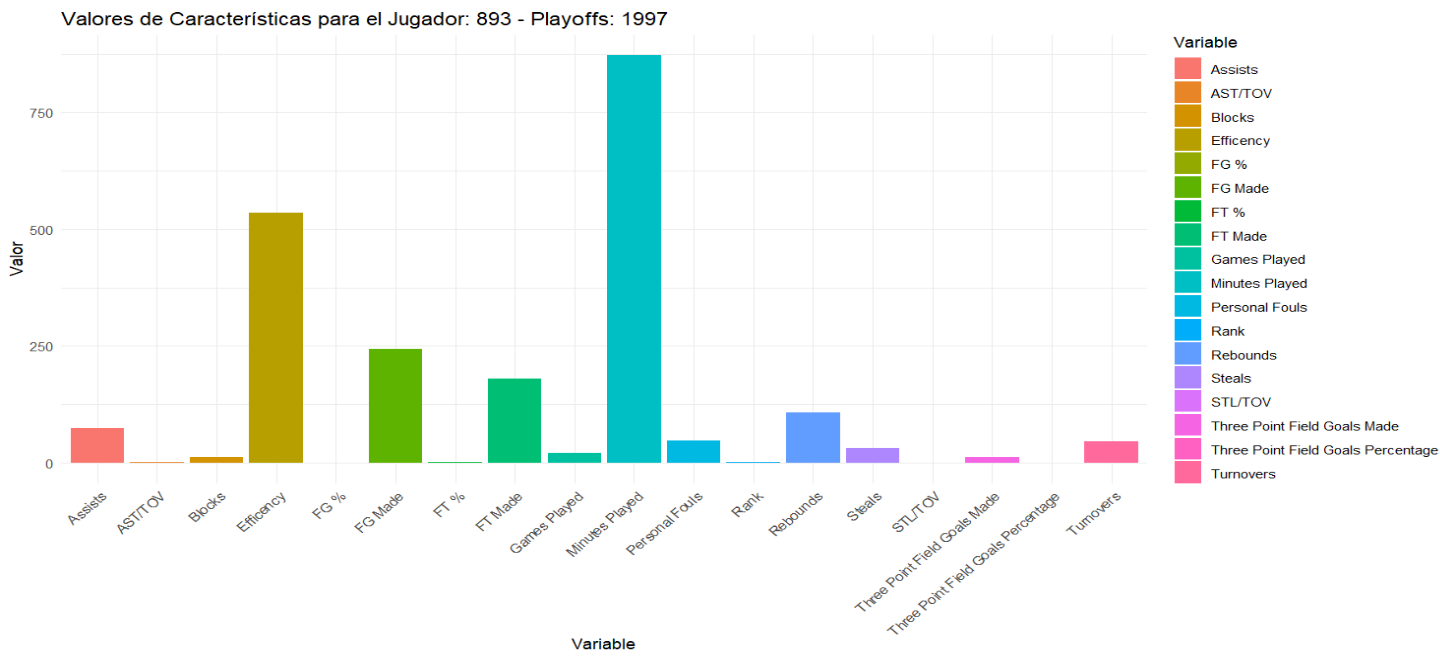 Valores de Características para el Jugador: 893 - Playoffs: 1997
Valor
750
500
250
0
Assists
AST/TOV
Blocks
Efficency
FG %
FG Made
FT %
FT Made
Games Played
Minutes Played
Personal Fouls
Rank
Rebounds
Steals
STL/TOV
Three Point Field Goals Made
Three Point Field Goals Percentage
Turnovers
Variable
Variable
Assists
AST/TOV
Blocks
Efficency
FG %
FG Made
FT %
FT Made
Games Played
Minutes Played
Personal Fouls
Rank
Rebounds
Steals
STL/TOV
Three Point Field Goals Made
Three Point Field Goals Percentage
Turnovers